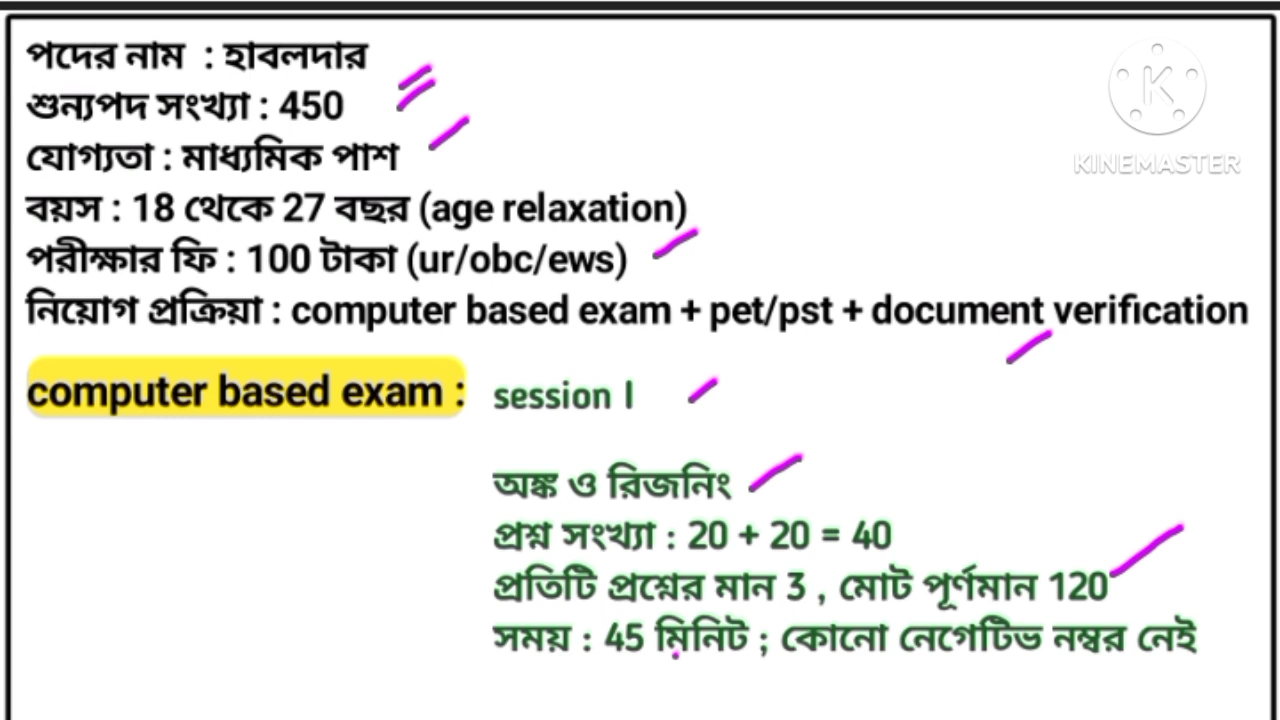 পদের নাম : হাবলদার
শুন্যপদ সংখ্যা : 450
যোগ্যতা : মাধ্যমিক পাশ
বয়স : 18 থেকে 27 বছর (age relaxation)
পরীক্ষার ফি : 100 টাকা (ur/obc/ews)
নিয়োগ প্রক্রিয়া : computer based exam + pet/pst + document verification
computer based exam : session I
অঙ্ক ও রিজনিং
প্রশ্ন সংখ্যা : 20 + 20 = 40
প্রতিটি প্রশ্নের মান 3 , মোট পূর্ণমান 120
সময় : 45 মিনিট ; কোনো নেগেটিভ নম্বর নেই
K
KINEMASTER